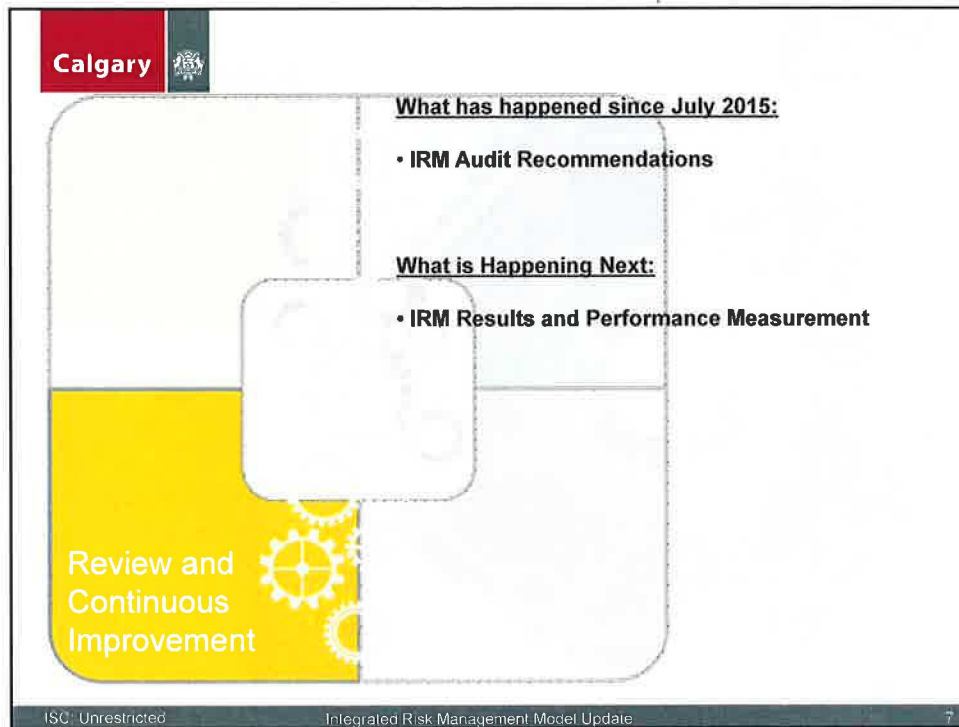 Calgary
What has happened since July 2015:
• IRM Audit Recommendations
What is Happening Next:
• IRM Results and Performance Measurement
Review and
Continuous
Improvement
ISC: Unrestricted
Integrated Risk Management Model Update
7